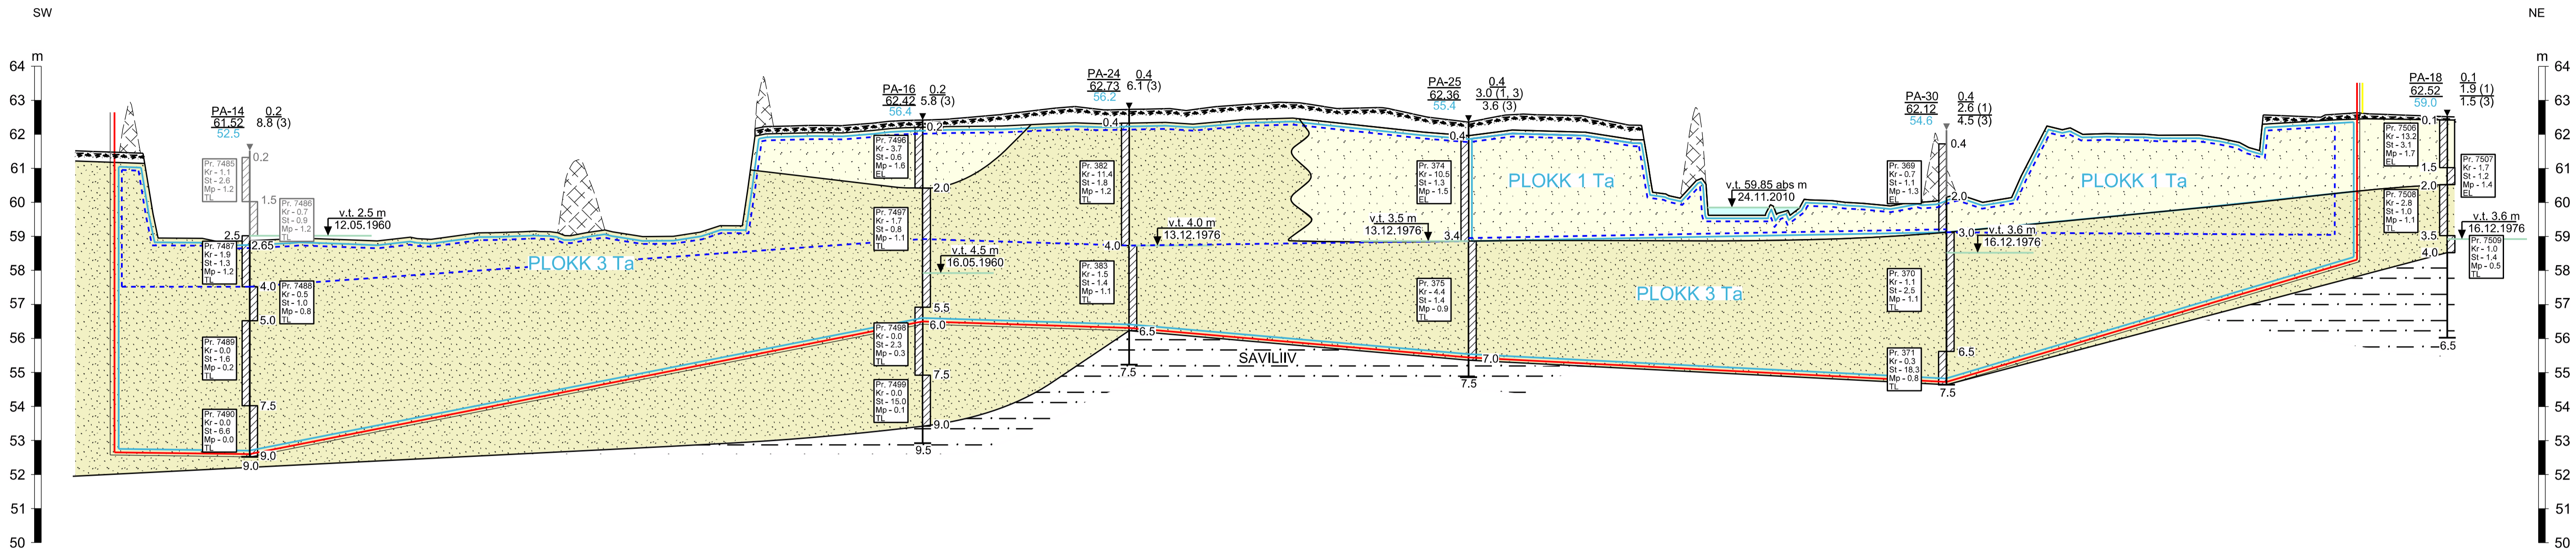 SW
NE
m
m
64
63
62
61
60
59
58
57
56
55
54
53
52
51
50
PA-14 0.2
61.52 8.8 (3)
52.5
Pr. 7485
Kr - 1.1
St - 2.6
Mp - 1.2
TL
0.2
1.5
Pr. 7486
Kr - 0.7
St - 0.9
Mp - 1.2
TL
2.5
2.65
v.t. 2.5 m
12.05.1960
Pr. 7487
Kr - 1.9
St - 1.3
Mp - 1.2
TL
4.0
Pr. 7488
Kr - 0.5
St - 1.0
Mp - 0.8
TL
5.0
Pr. 7489
Kr - 0.0
St - 1.6
Mp - 0.2
TL
7.5
Pr. 7490
Kr - 0.0
St - 6.6
Mp - 0.0
TL
9.0
9.0
PLOKK 3 Ta
PA-16 0.2
62.42 5.8 (3)
56.4
0.2
Pr. 7496
Kr - 3.7
St - 0.6
Mp - 1.6
EL
2.0
Pr. 7497
Kr - 1.7
St - 0.8
Mp - 1.1
TL
v.t. 4.5 m
16.05.1960
5.5
6.0
Pr. 7498
Kr - 0.0
St - 2.3
Mp - 0.3
TL
7.5
Pr. 7499
Kr - 0.0
St - 15.0
Mp - 0.1
TL
9.0
9.5
PA-24 0.4
62.73 6.1 (3)
56.2
0.4
Pr. 382
Kr - 11.4
St - 1.8
Mp - 1.2
TL
4.0
v.t. 4.0 m
13.12.1976
Pr. 383
Kr - 1.5
St - 1.4
Mp - 1.1
TL
6.5
7.5
SAVILIIV
PA-25 0.4
62.36 3.0 (1, 3)
55.4 3.6 (3)
0.4
Pr. 374
Kr - 10.5
St - 1.3
Mp - 1.5
EL
v.t. 3.5 m
13.12.1976
3.4
Pr. 375
Kr - 4.4
St - 1.4
Mp - 0.9
TL
7.0
7.5
PLOKK 1 Ta
PLOKK 3 Ta
v.t. 59.85 abs m
24.11.2010
PA-30 0.4
62.12 2.6 (1)
54.6 4.5 (3)
0.4
Pr. 369
Kr - 0.7
St - 1.1
Mp - 1.3
EL
2.0
3.0
v.t. 3.6 m
16.12.1976
Pr. 370
Kr - 1.1
St - 2.5
Mp - 1.1
TL
6.5
Pr. 371
Kr - 0.3
St - 18.3
Mp - 0.8
TL
7.5
PLOKK 1 Ta
PA-18 0.1
62.52 1.9 (1)
59.0 1.5 (3)
0.1
Pr. 7506
Kr - 13.2
St - 3.1
Mp - 1.7
EL
1.5
Pr. 7507
Kr - 1.7
St - 1.2
Mp - 1.4
EL
2.0
Pr. 7508
Kr - 2.8
St - 1.0
Mp - 1.1
TL
3.5
v.t. 3.6 m
16.12.1976
Pr. 7509
Kr - 1.0
St - 1.4
Mp - 0.5
TL
4.0
6.5
64
63
62
61
60
59
58
57
56
55
54
53
52
51
50